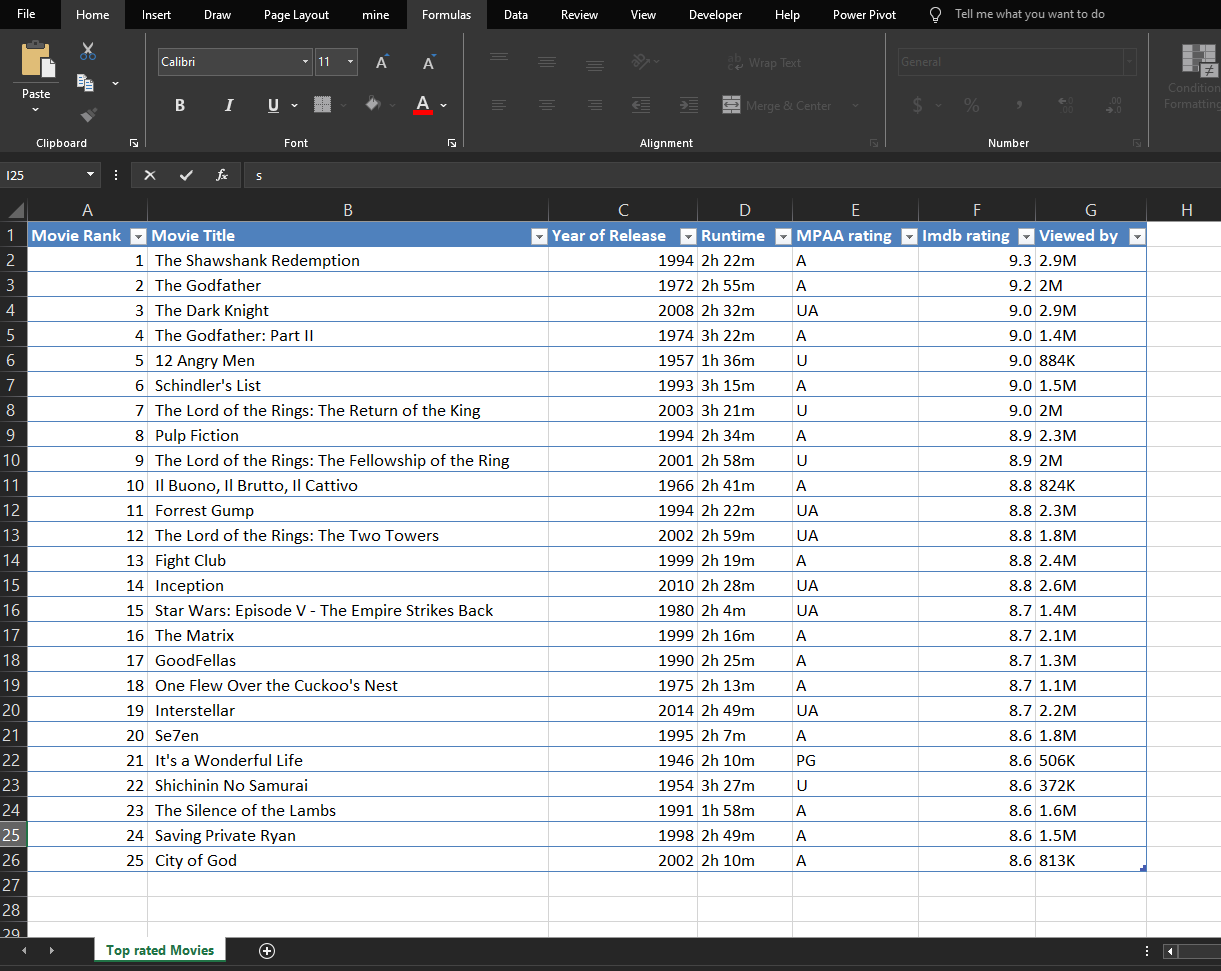 File Home Insert Draw Page Layout mine Formulas Data Review View Developer Help Power Pivot Tell me what you want to do
Calibri 11 A A Wrap Text General
Paste B I U A Merge & Center $ % , Condition
Formatting
Clipboard Font Alignment Number
I25 fx s
A B C D E F G H
1 Movie Rank Movie Title Year of Release Runtime MPAA rating Imdb rating Viewed by
2 1 The Shawshank Redemption 1994 2h 22m A 9.3 2.9M
3 2 The Godfather 1972 2h 55m A 9.2 2M
4 3 The Dark Knight 2008 2h 32m UA 9.0 2.9M
5 4 The Godfather: Part II 1974 3h 22m A 9.0 1.4M
6 5 12 Angry Men 1957 1h 36m U 9.0 884K
7 6 Schindler's List 1993 3h 15m A 9.0 1.5M
8 7 The Lord of the Rings: The Return of the King 2003 3h 21m U 9.0 2M
9 8 Pulp Fiction 1994 2h 34m A 8.9 2.3M
10 9 The Lord of the Rings: The Fellowship of the Ring 2001 2h 58m U 8.9 2M
11 10 Il Buono, Il Brutto, Il Cattivo 1966 2h 41m A 8.8 824K
12 11 Forrest Gump 1994 2h 22m UA 8.8 2.3M
13 12 The Lord of the Rings: The Two Towers 2002 2h 59m UA 8.8 1.8M
14 13 Fight Club 1999 2h 19m A 8.8 2.4M
15 14 Inception 2010 2h 28m UA 8.8 2.6M
16 15 Star Wars: Episode V - The Empire Strikes Back 1980 2h 4m UA 8.7 1.4M
17 16 The Matrix 1999 2h 16m A 8.7 2.1M
18 17 GoodFellas 1990 2h 25m A 8.7 1.3M
19 18 One Flew Over the Cuckoo's Nest 1975 2h 13m A 8.7 1.1M
20 19 Interstellar 2014 2h 49m UA 8.7 2.2M
21 20 Se7en 1995 2h 7m A 8.6 1.8M
22 21 It's a Wonderful Life 1946 2h 10m PG 8.6 506K
23 22 Shichinin No Samurai 1954 3h 27m U 8.6 372K
24 23 The Silence of the Lambs 1991 1h 58m A 8.6 1.6M
25 24 Saving Private Ryan 1998 2h 49m A 8.6 1.5M
26 25 City of God 2002 2h 10m A 8.6 813K
27
28
29
Top rated Movies